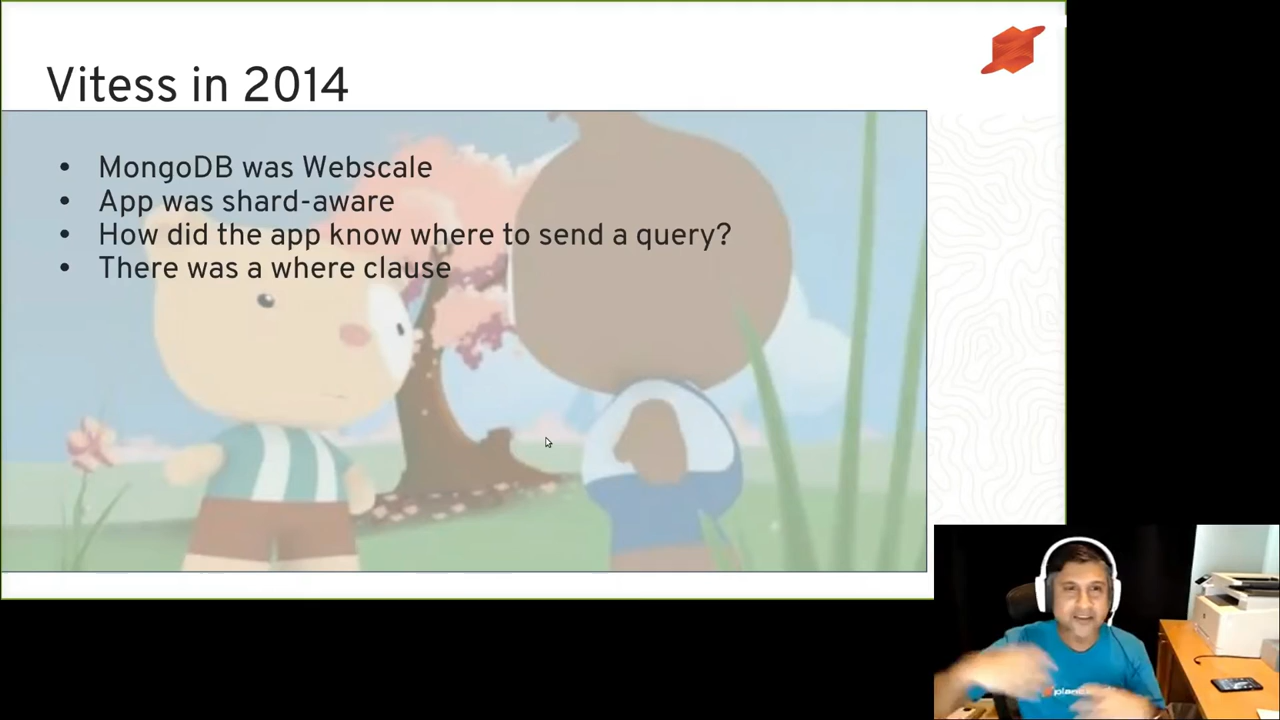 Vitess in 2014
• MongoDB was Webscale
• App was shard-aware
• How did the app know where to send a query?
• There was a where clause